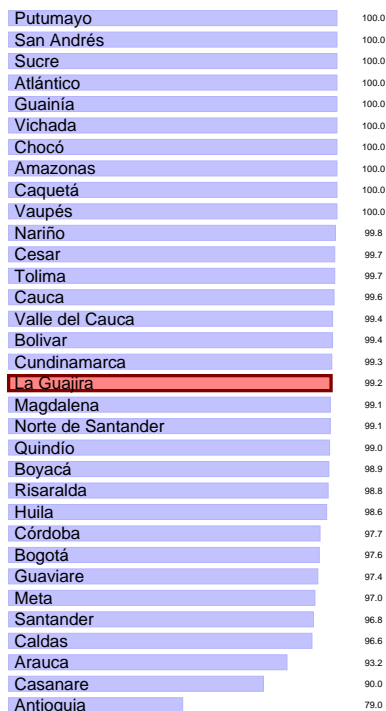 Putumayo 100.0
San Andrés 100.0
Sucre 100.0
Atlántico 100.0
Guainía 100.0
Vichada 100.0
Chocó 100.0
Amazonas 100.0
Caquetá 100.0
Vaupés 100.0
Nariño 99.8
Cesar 99.7
Tolima 99.7
Cauca 99.6
Valle del Cauca 99.4
Bolivar 99.4
Cundinamarca 99.3
La Guajira 99.2
Magdalena 99.1
Norte de Santander 99.1
Quindío 99.0
Boyacá 98.9
Risaralda 98.8
Huila 98.6
Córdoba 97.7
Bogotá 97.6
Guaviare 97.4
Meta 97.0
Santander 96.8
Caldas 96.6
Arauca 93.2
Casanare 90.0
Antioquia 79.0